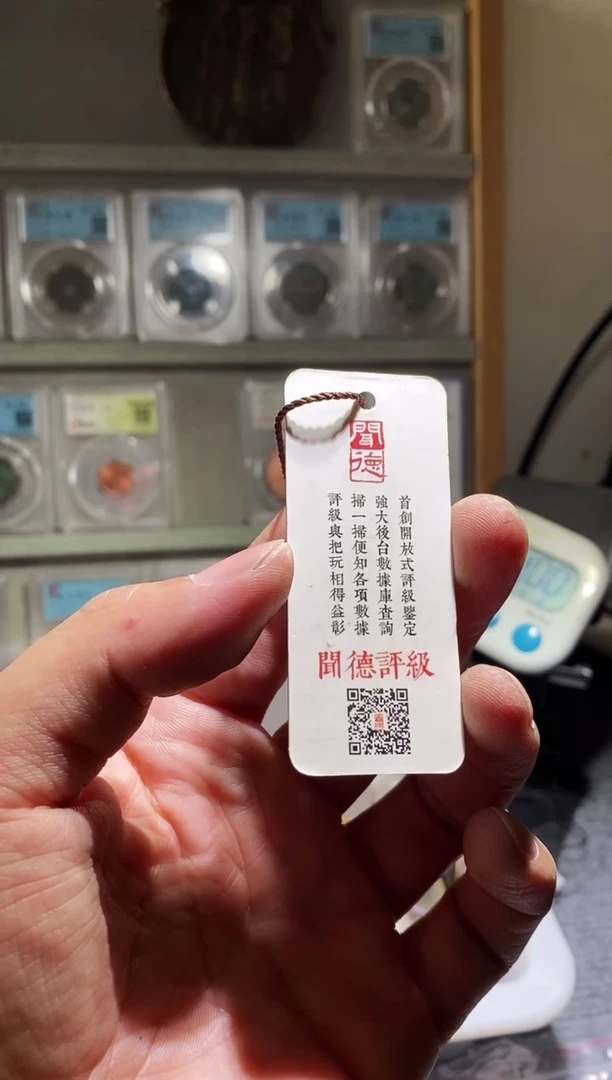 聞德
首創開放式評級鑒定
強大後台數據庫查詢
掃一掃便知各項數據
評級與把玩相得益彰
聞德評級